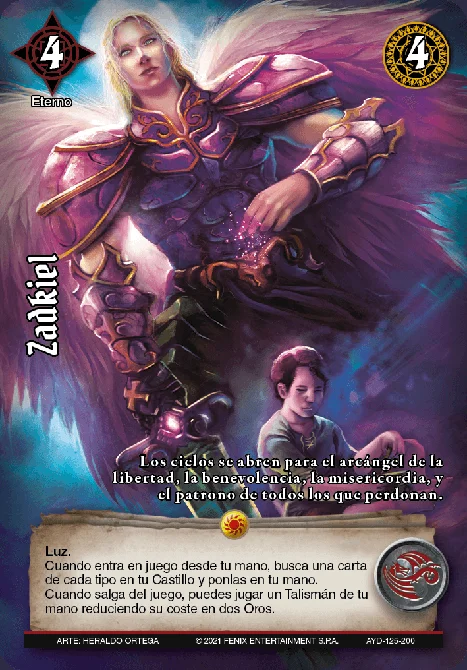 4
4
Eterno
Zadkiel
Los cielos se abren para el arcángel de la
libertad, la benevolencia, la misericordia, y
el patrono de todos los que perdonan.
Luz.
Cuando entra en juego desde tu mano, busca una carta
de cada tipo en tu Castillo y ponlas en tu mano.
Cuando salga del juego, puedes jugar un Talismán de tu
mano reduciendo su coste en dos Oros.
ARTE: HERALDO ORTEGA © 2021 FENIX ENTERTAINMENT S.P.A. AYD-125-200